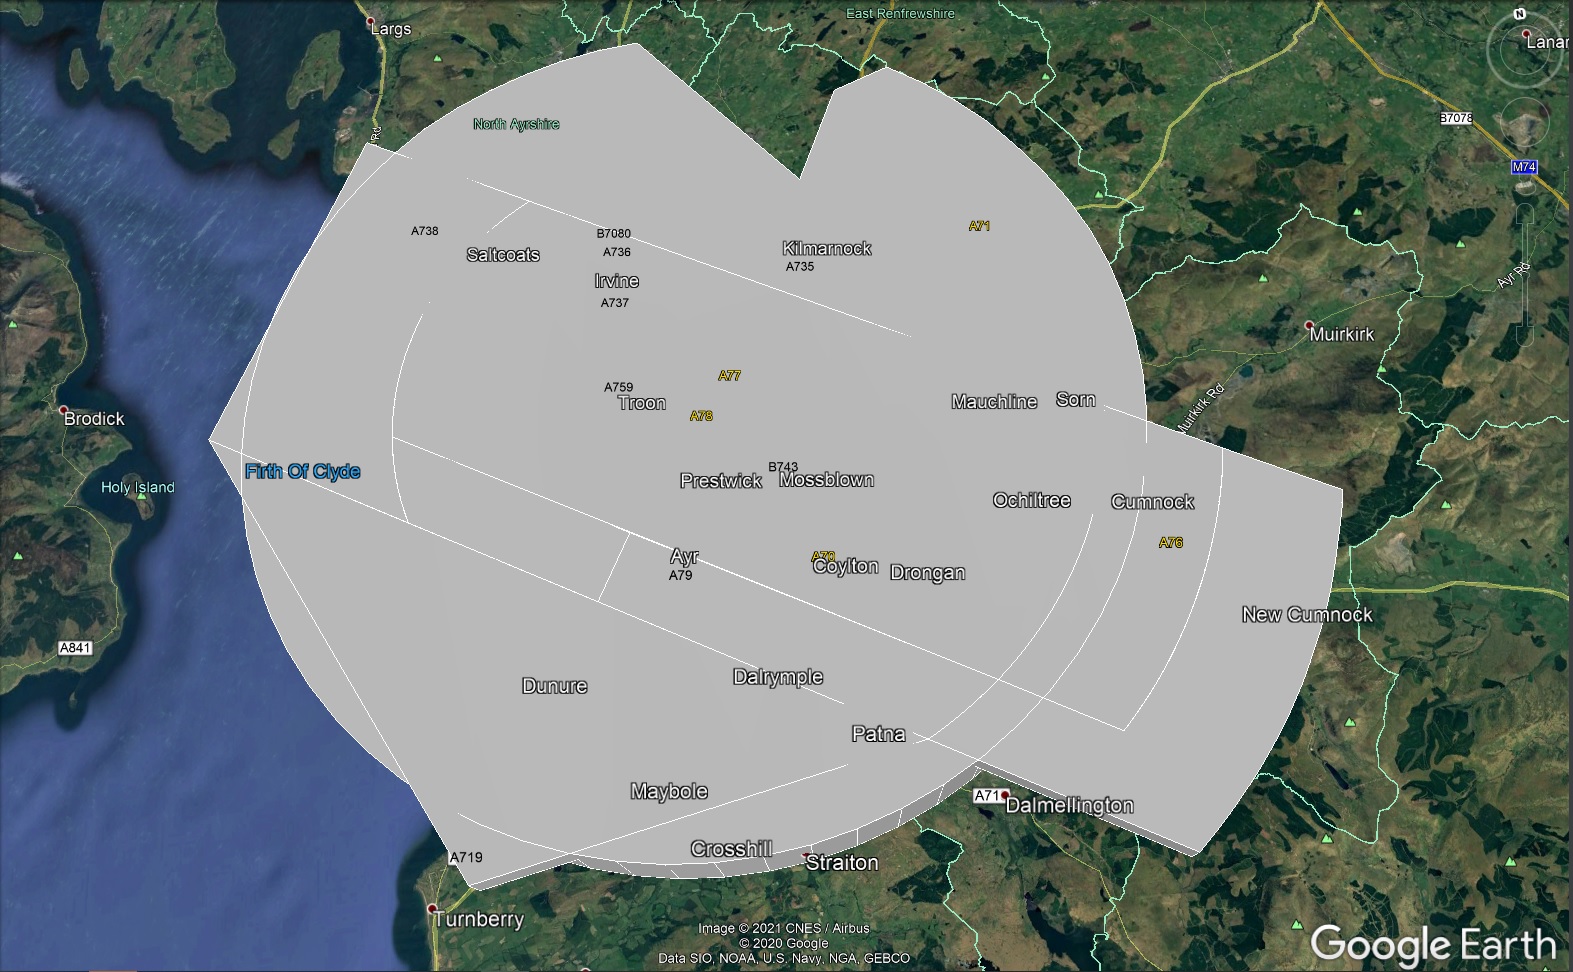 East Renfrewshire
N
Largs
Lanar
B7078
North Ayrshire
Rd
M74
A738
B7080
A71
Saltcoats
A736
Kilmarnock
A735
Irvine
Ayr Rd
A737
Muirkirk
A77
A759
Troon
Mauchline
Sorn
Muirkirk Rd
A78
Brodick
Firth Of Clyde
B743
Prestwick
Mossblown
Holy Island
Ochiltree
Cumnock
A76
Ayr
A70
Coylton
Drongan
A79
New Cumnock
A841
Dalrymple
Dunure
Patna
Maybole
A71
Dalmellington
Crosshill
A719
Straiton
Turnberry
Image © 2021 CNES / Airbus
© 2020 Google
Data SIO, NOAA, U.S. Navy, NGA, GEBCO
Google Earth